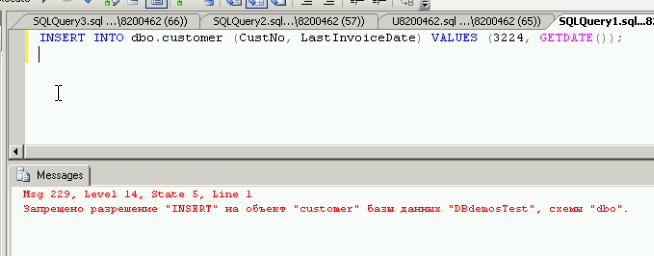 SQLQuery3.sql ...\8200462 (66)) SQLQuery2.sql...\8200462 (57)) U8200462.sql ...\8200462 (65)) SQLQuery1.sql...8
INSERT INTO dbo.customer (CustNo, LastInvoiceDate) VALUES (3224, GETDATE());
Messages
Msg 229, Level 14, State 5, Line 1
Запрещено разрешение "INSERT" на объект "customer" базы данных "DBdemosTest", схемы "dbo".